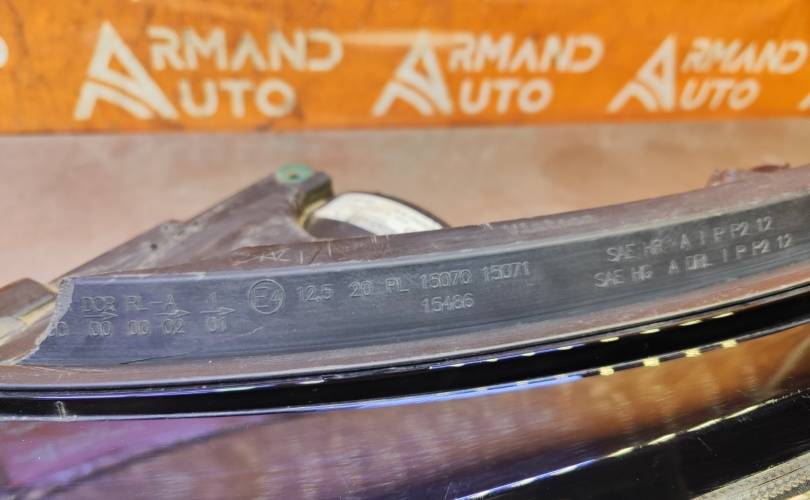 ARMAND AUTO
ARMAND AUTO
ARMAND AUTO
DCR RL-A 1
00 00 02 01
E4 12,5 20 PL 15070 15071
15486
SAE HR A I P P2 12
SAE HG A DRL I P P2 12